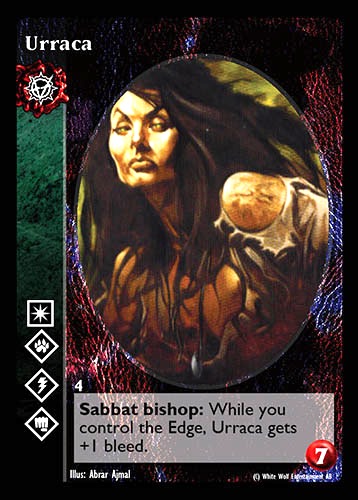 Urraca
4
Sabbat bishop: While you
control the Edge, Urraca gets
+1 bleed.
7
Illus: Abrar Ajmal
(C) White Wolf Entertainment AB